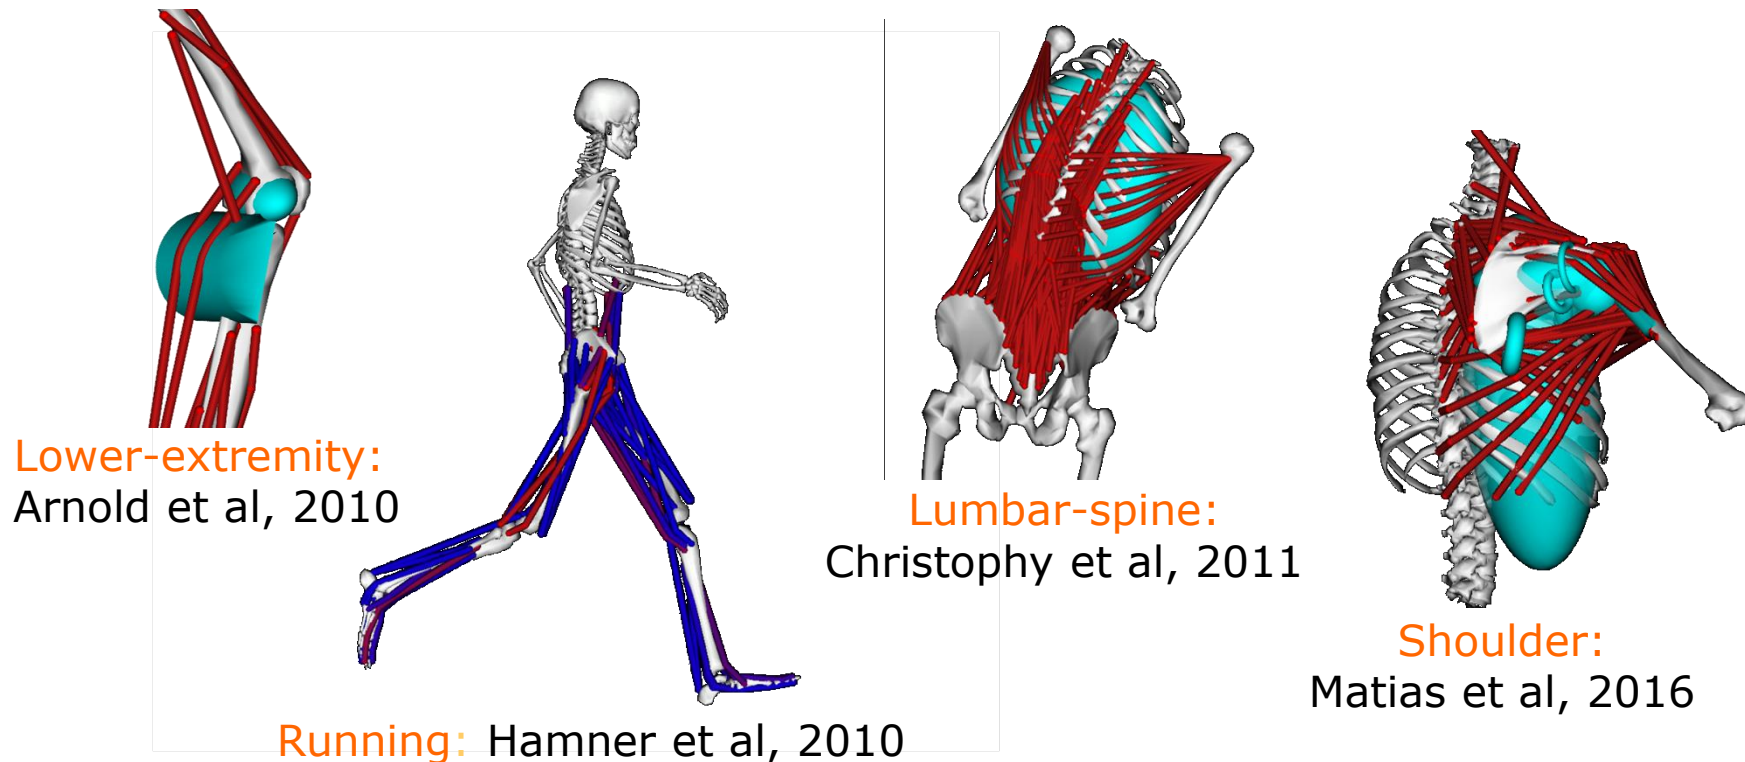 Lower-extremity:
Arnold et al, 2010
Running: Hamner et al, 2010
Lumbar-spine:
Christophy et al, 2011
Shoulder:
Matias et al, 2016